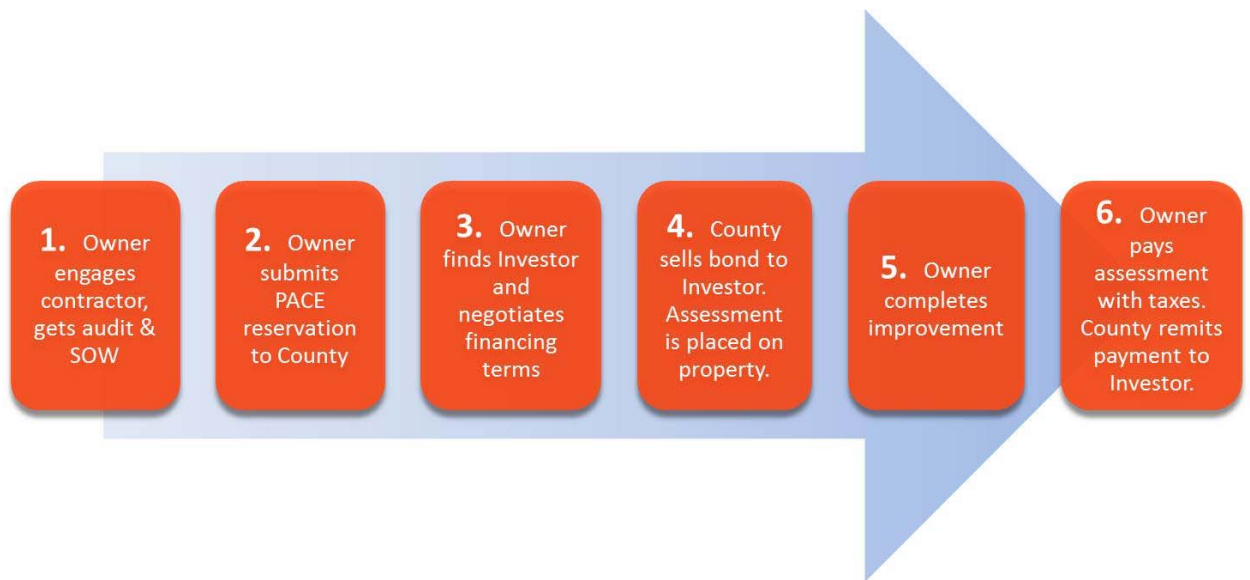 1. Owner
engages
contractor,
gets audit &
SOW
2. Owner
submits
PACE
reservation
to County
3. Owner
finds Investor
and
negotiates
financing
terms
4. County
sells bond to
Investor.
Assessment
is placed on
property.
5. Owner
completes
improvement
6. Owner
pays
assessment
with taxes.
County remits
payment to
Investor.